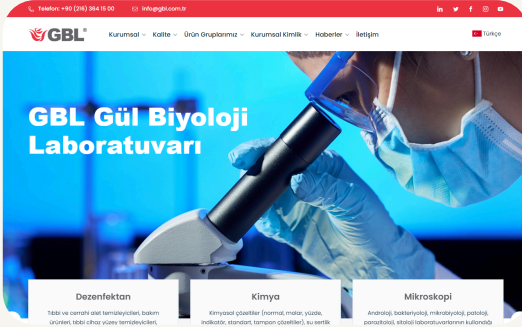 Telefon: +90 (216) 364 15 00 info@gbl.com.tr
GBL®
Kurumsal Kalite Ürün Gruplarımız Kurumsal Kimlik Haberler İletişim
Türkçe
GBL Gül Biyoloji
Laboratuvarı
Dezenfektan
Tıbbi ve cerrahi alet temizleyicileri, bakım
ürünleri, tıbbi cihaz yüzey temizleyicileri,
Kimya
Kimyasal çözeltiler (normal, molar, yüzde,
indikatör, standart, tampon çözeltiler), su sertlik
Mikroskopi
Androloji, bakteriyoloji, mikrobiyoloji, patoloji,
parazitoloji, sitoloji laboratuvarlarının kullandığı